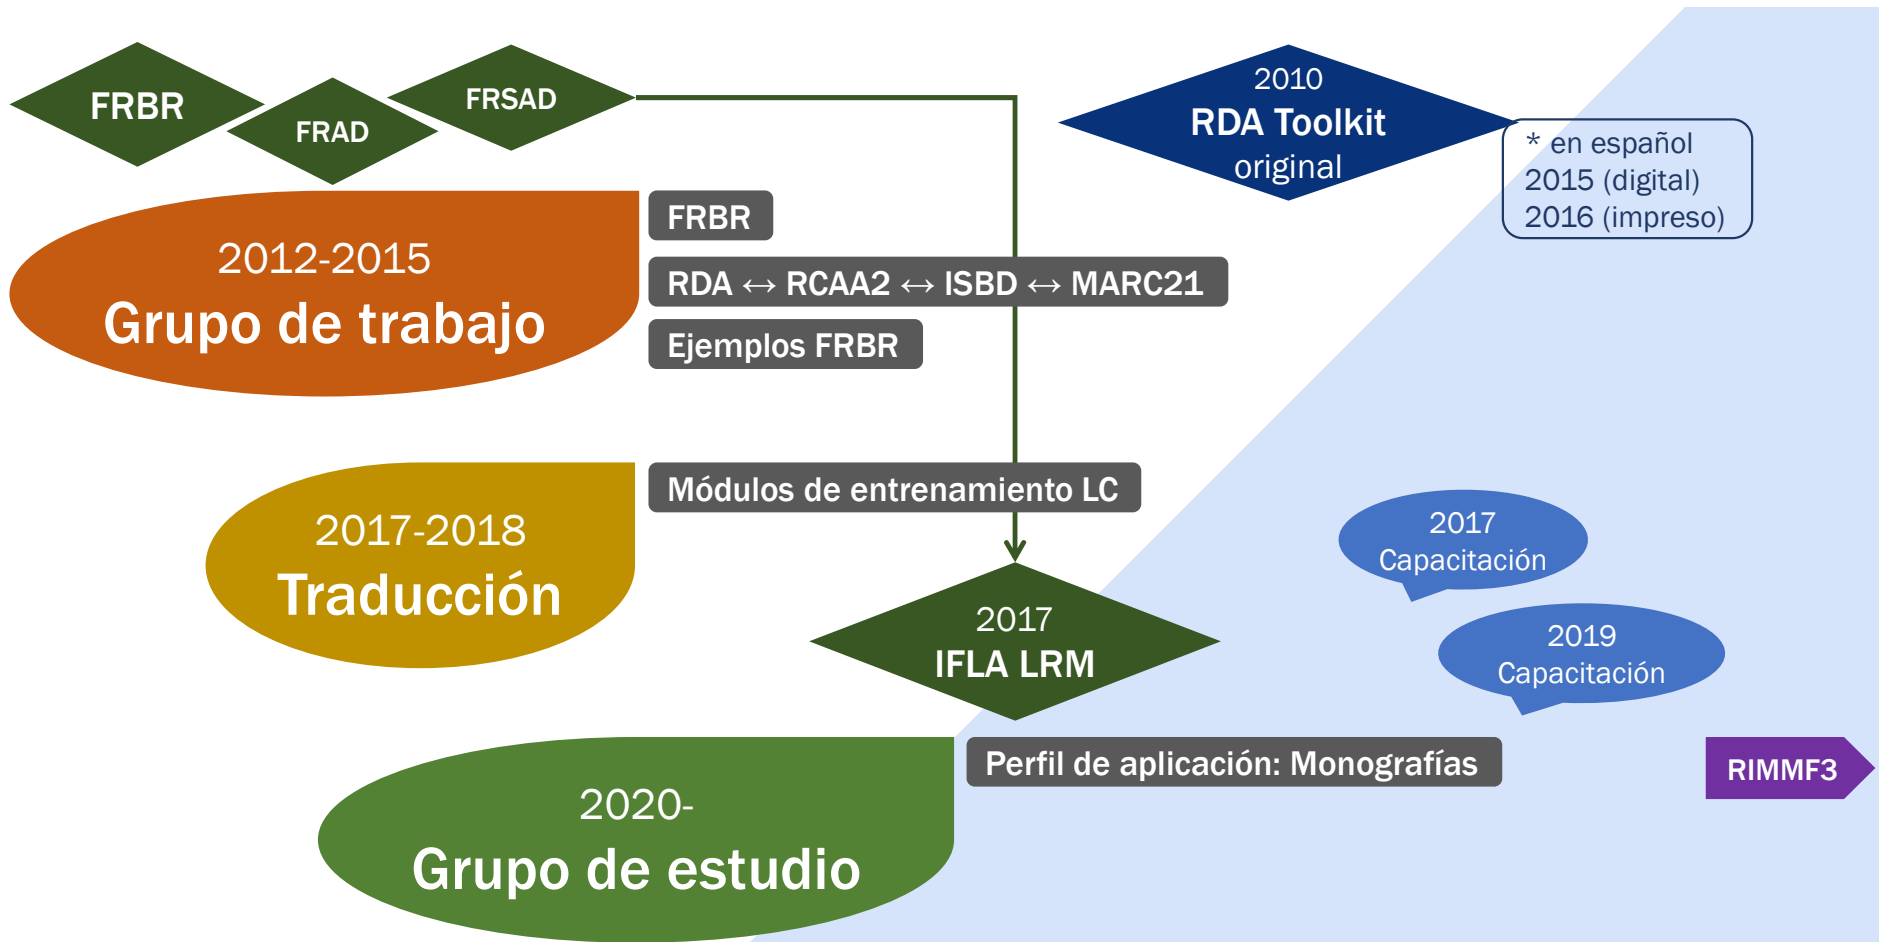 FRBR
FRAD
FRSAD
2010
RDA Toolkit
original
* en español
2015 (digital)
2016 (impreso)
2012-2015
Grupo de trabajo
FRBR
RDA ↔ RCAA2 ↔ ISBD ↔ MARC21
Ejemplos FRBR
2017-2018
Traducción
Módulos de entrenamiento LC
2017
IFLA LRM
2017
Capacitación
2019
Capacitación
2020-
Grupo de estudio
Perfil de aplicación: Monografías
RIMMF3